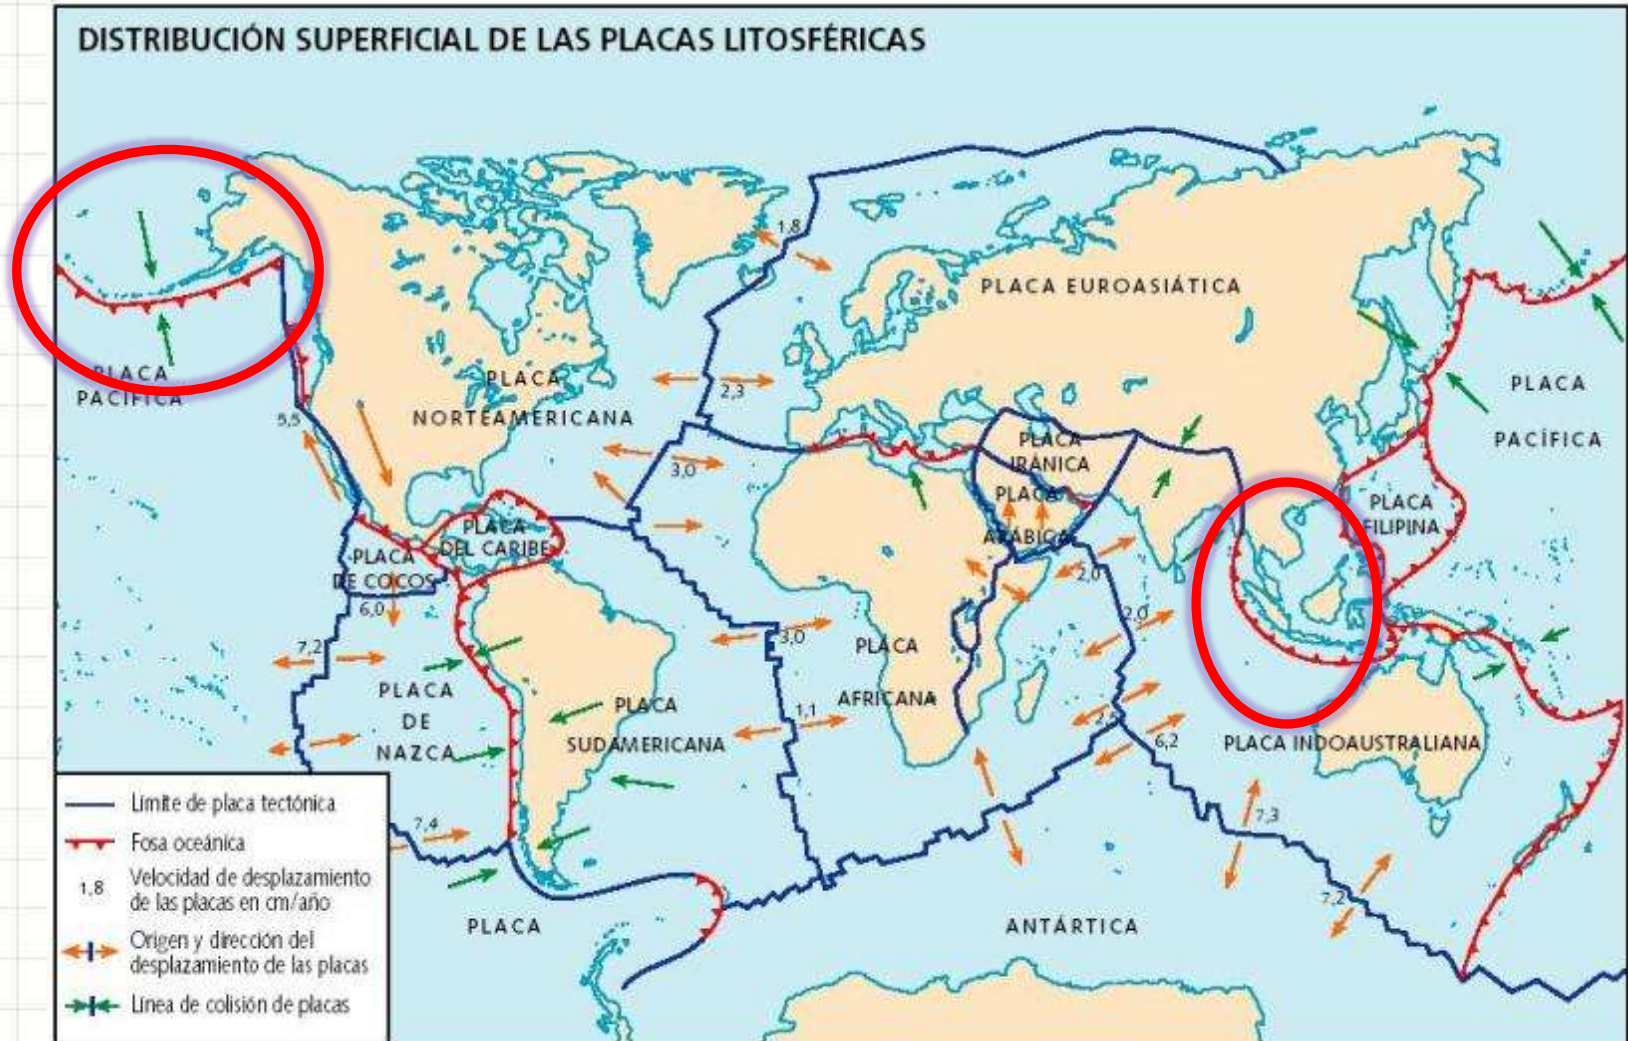 DISTRIBUCIÓN SUPERFICIAL DE LAS PLACAS LITOSFÉRICAS
1,8
PLACA EUROASIÁTICA
PLACA
PACÍFICA
PLACA
NORTEAMERICANA
2,3
5,5
3,0
PLACA
IRÁNICA
PLACA
ARÁBICA
PLACA
PACÍFICA
PLACA
FILIPINA
PLACA
DEL CARIBE
PLACA
DE COCOS
6,0
2,0
2,0
7,2
3,0
PLACA
AFRICANA
PLACA
DE
NAZCA
PLACA
SUDAMERICANA
1,1
6,2
PLACA INDOAUSTRALIANA
7,4
7,3
7,2
PLACA
ANTÁRTICA
Límite de placa tectónica
Fosa oceánica
1,8
Velocidad de desplazamiento
de las placas en cm/año
Origen y dirección del
desplazamiento de las placas
Línea de colisión de placas